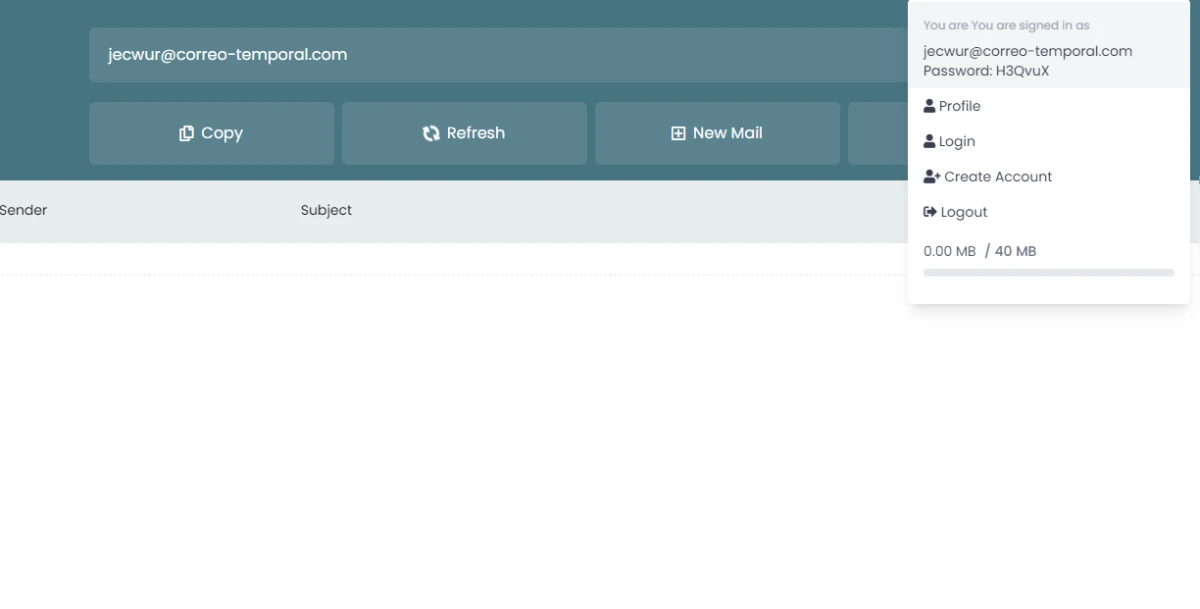 jecwur@correo-temporal.com
Copy
Refresh
New Mail
Sender
Subject
You are You are signed in as
jecwur@correo-temporal.com
Password: H3QvuX
Profile
Login
Create Account
Logout
0.00 MB / 40 MB